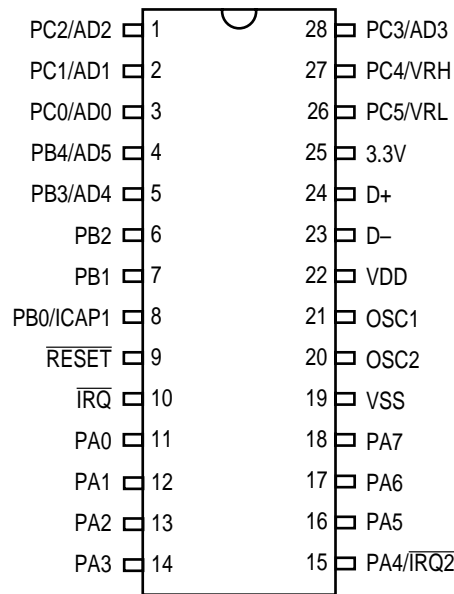 PC2/AD2 1 28 PC3/AD3
PC1/AD1 2 27 PC4/VRH
PC0/AD0 3 26 PC5/VRL
PB4/AD5 4 25 3.3V
PB3/AD4 5 24 D+
PB2 6 23 D–
PB1 7 22 VDD
PB0/ICAP1 8 21 OSC1
RESET 9 20 OSC2
IRQ 10 19 VSS
PA0 11 18 PA7
PA1 12 17 PA6
PA2 13 16 PA5
PA3 14 15 PA4/IRQ2